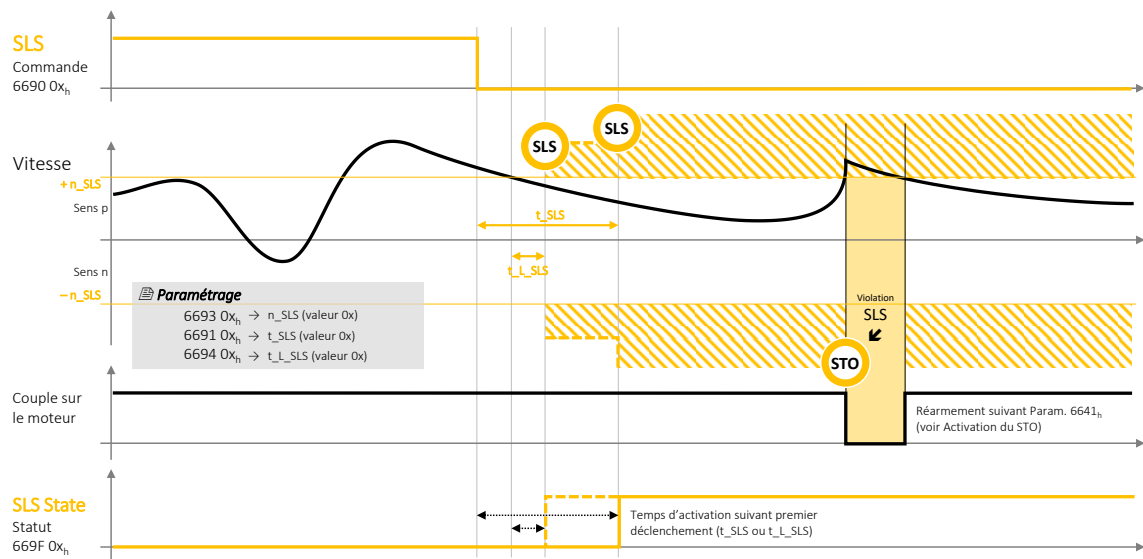 SLS
Commande
6690 0xh
SLS
SLS
Vitesse
+ n_SLS
Sens p
t_SLS
Sens n
t_L_SLS
– n_SLS
Paramétrage
6693 0xh → n_SLS (valeur 0x)
6691 0xh → t_SLS (valeur 0x)
6694 0xh → t_L_SLS (valeur 0x)
Violation
SLS
STO
Couple sur
le moteur
Réarmement suivant Param. 6641h
(voir Activation du STO)
SLS State
Statut
669F 0xh
Temps d'activation suivant premier
déclenchement (t_SLS ou t_L_SLS)